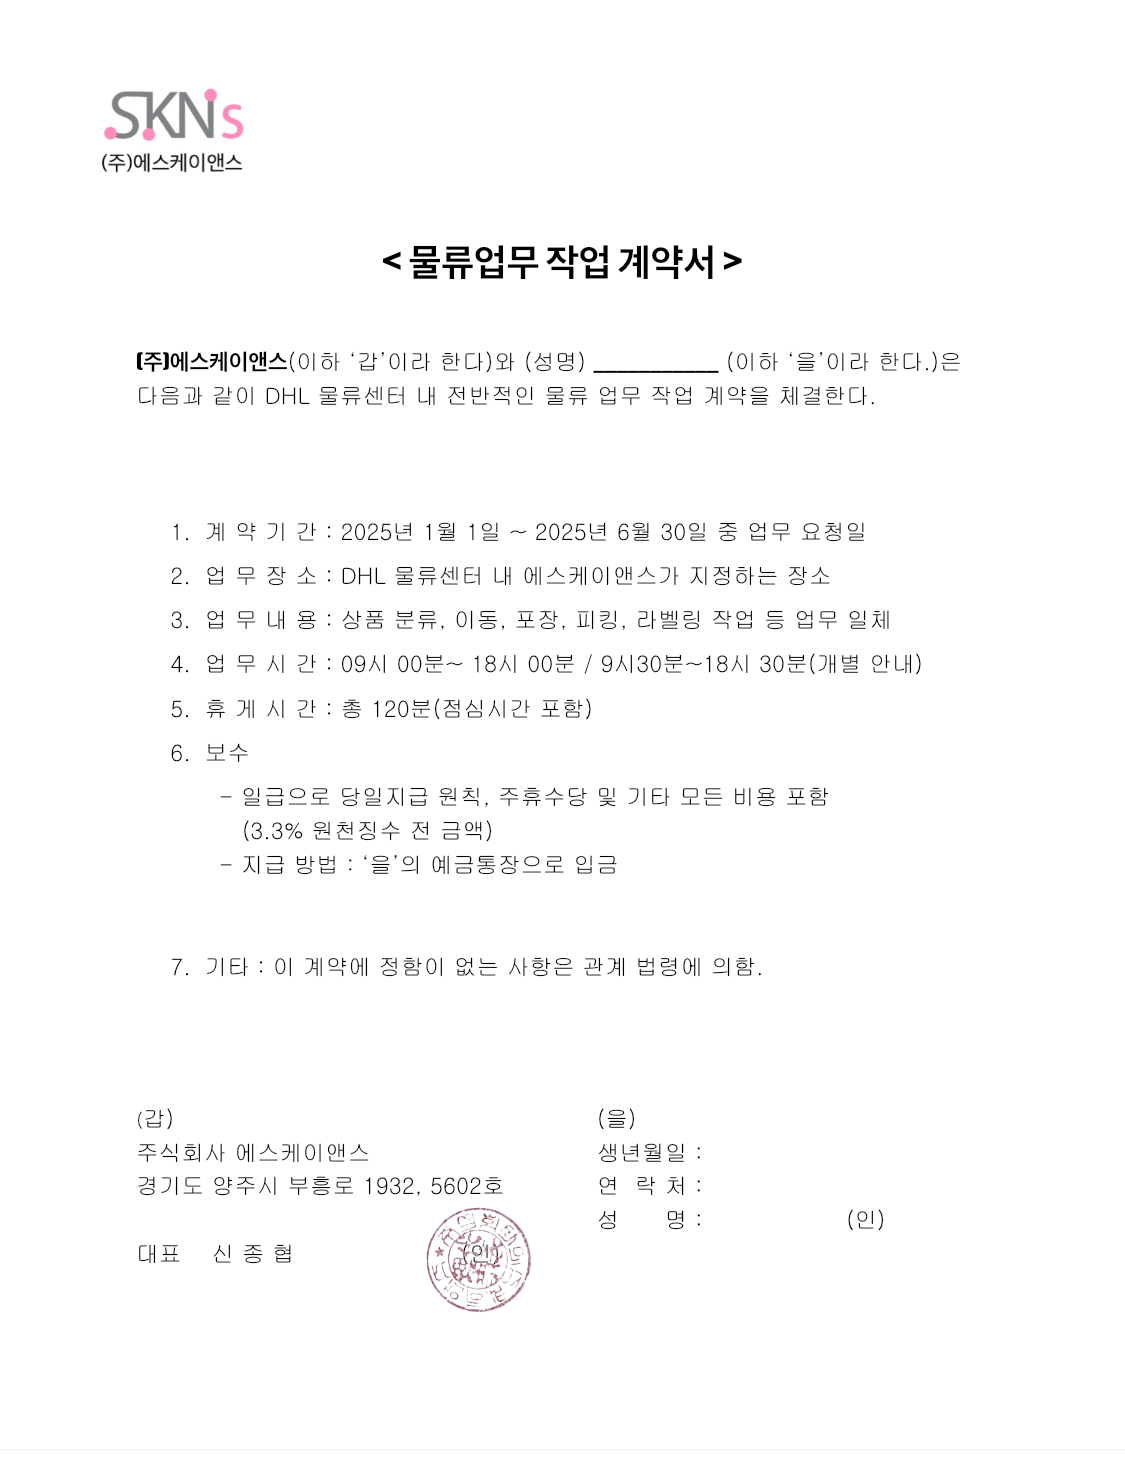 SKNs
(주)에스케이앤스
< 물류업무 작업 계약서 >
(주)에스케이앤스(이하 ‘갑’이라 한다)와 (성명) ___________ (이하 ‘을’이라 한다.)은
다음과 같이 DHL 물류센터 내 전반적인 물류 업무 작업 계약을 체결한다.
1. 계 약 기 간 : 2025년 1월 1일 ~ 2025년 6월 30일 중 업무 요청일
2. 업 무 장 소 : DHL 물류센터 내 에스케이앤스가 지정하는 장소
3. 업 무 내 용 : 상품 분류, 이동, 포장, 피킹, 라벨링 작업 등 업무 일체
4. 업 무 시 간 : 09시 00분~ 18시 00분 / 9시30분~18시 30분(개별 안내)
5. 휴 게 시 간 : 총 120분(점심시간 포함)
6. 보수
- 일급으로 당일지급 원칙, 주휴수당 및 기타 모든 비용 포함
(3.3% 원천징수 전 금액)
- 지급 방법 : ‘을’의 예금통장으로 입금
7. 기타 : 이 계약에 정함이 없는 사항은 관계 법령에 의함.
(갑)
주식회사 에스케이앤스
경기도 양주시 부흥로 1932, 5602호
대표 신 종 협 (인)
(을)
생년월일 :
연 락 처 :
성 명 : (인)